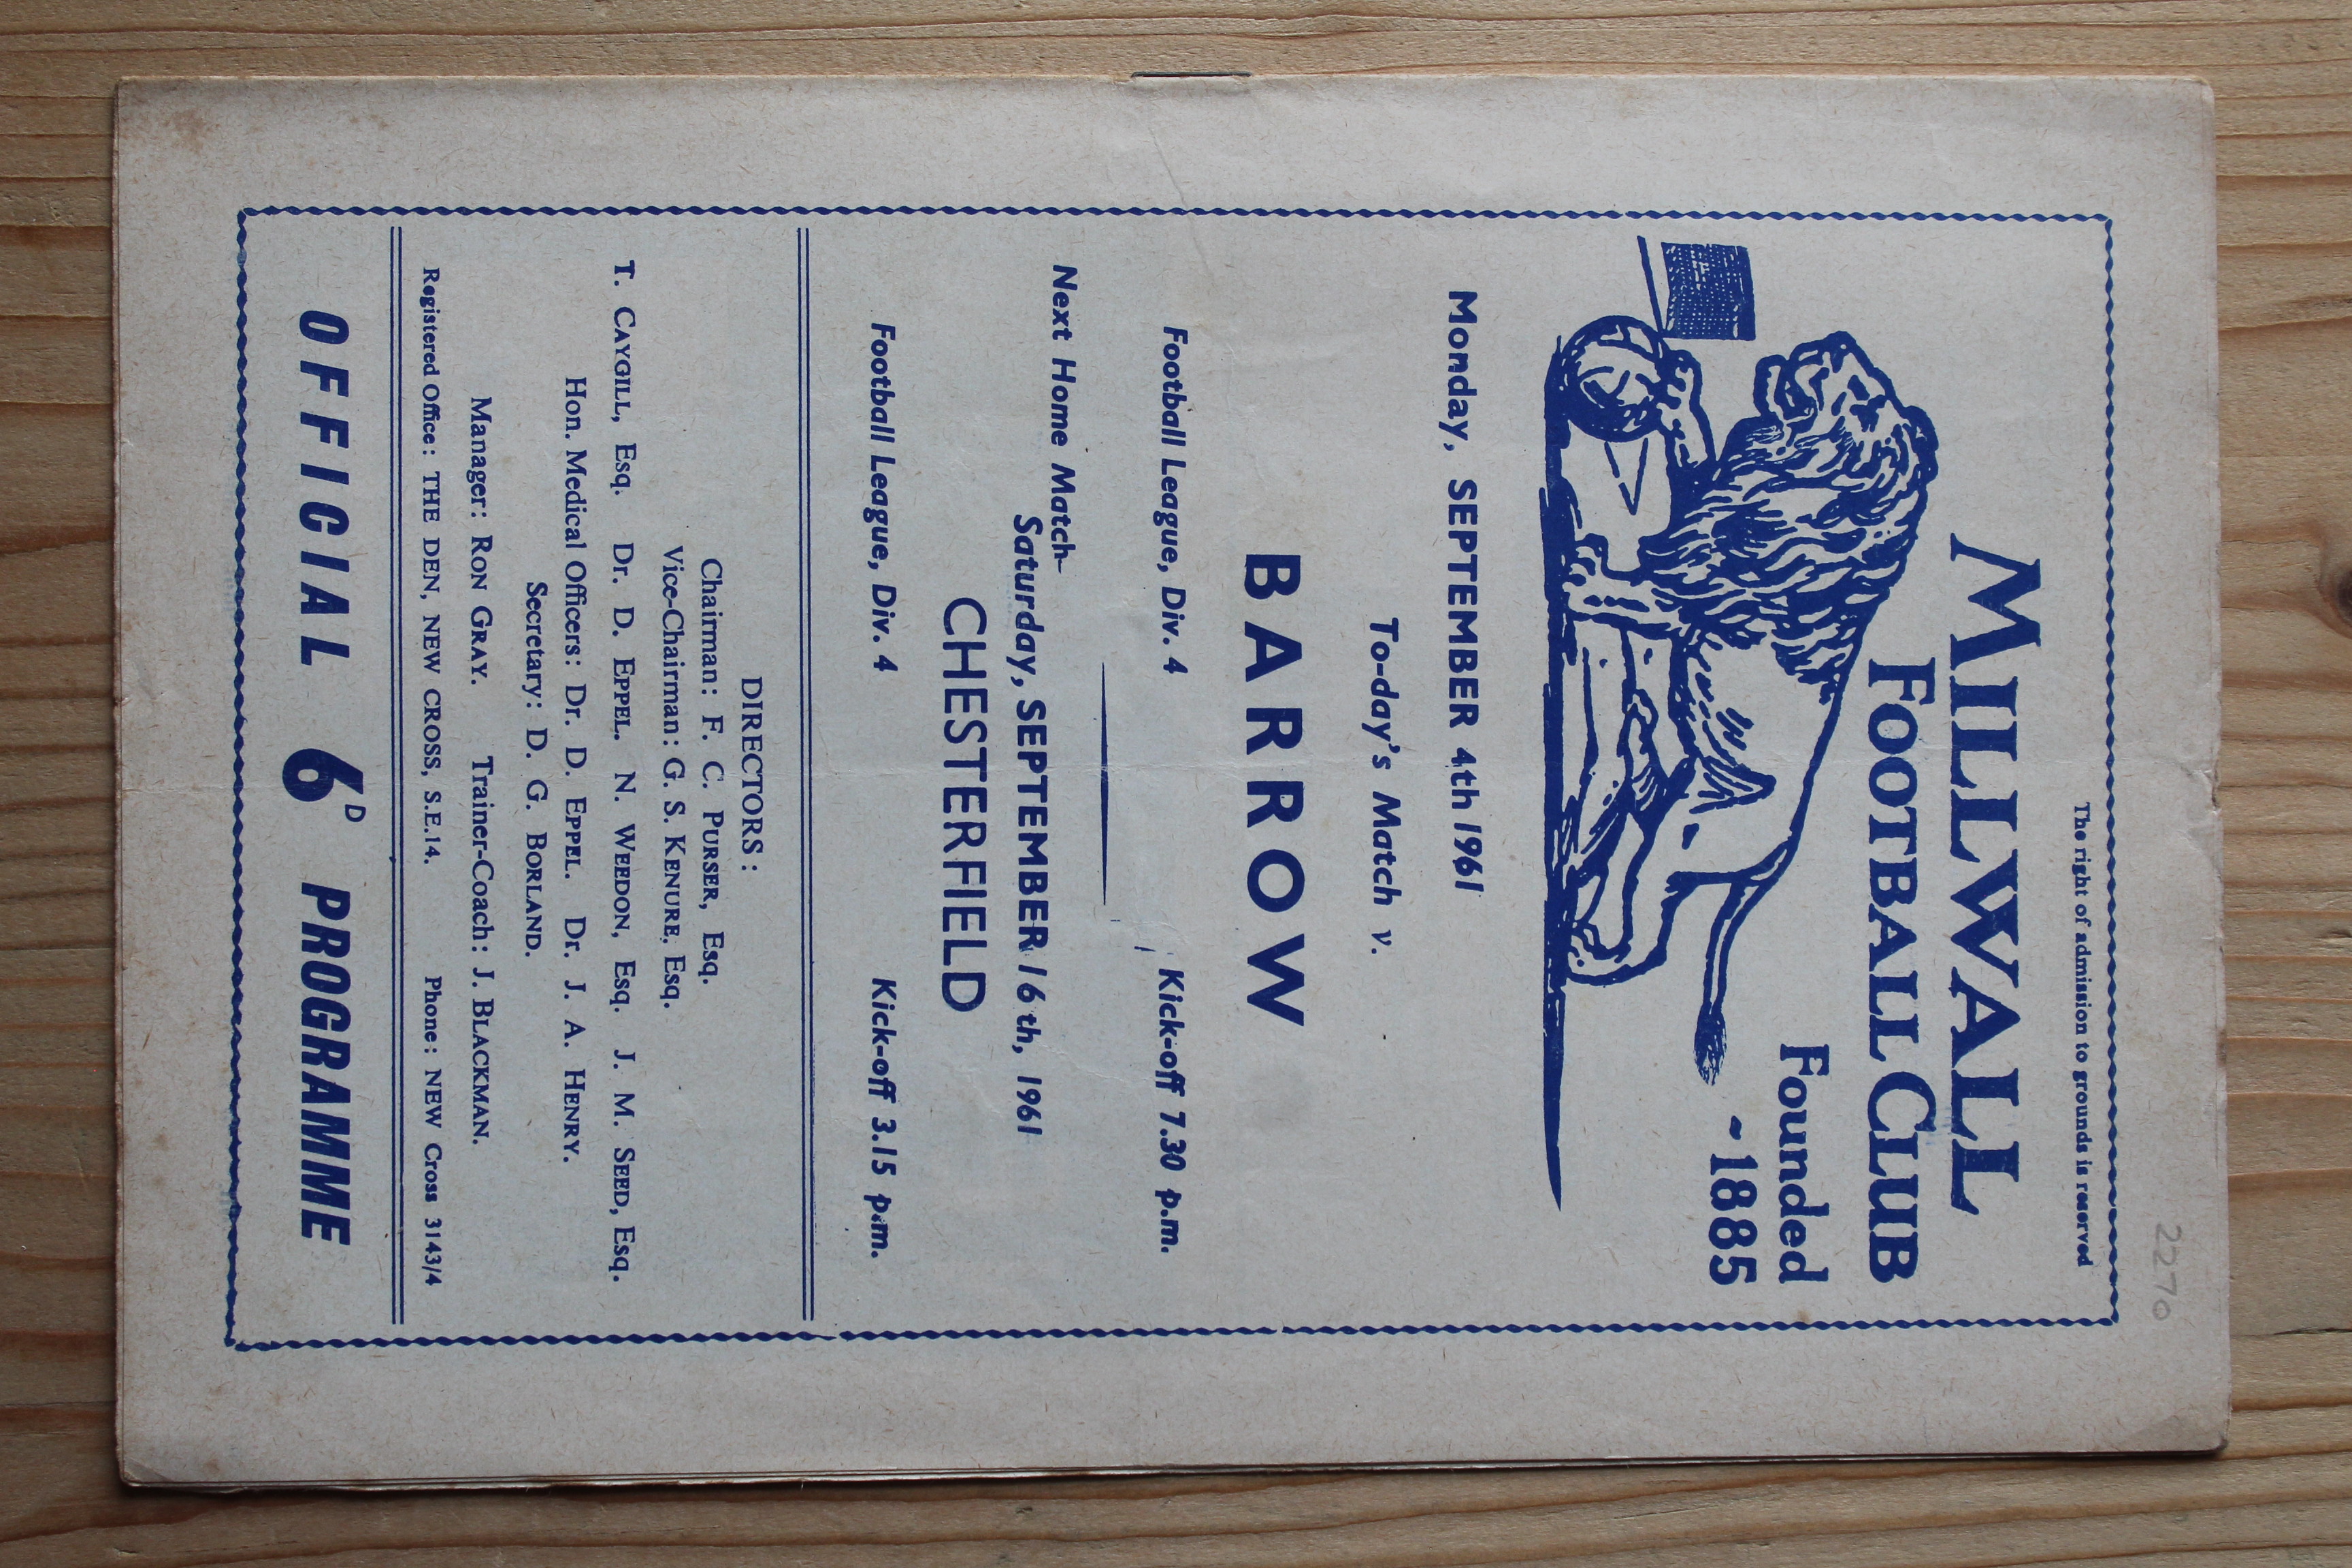 2270
The right of admission to grounds is reserved
MILLWALL
FOOTBALL CLUB
Founded
~1885
Monday, SEPTEMBER 4th 1961
To-day's Match v.
BARROW
Football League, Div. 4 Kick-off 7.30 p.m.
Next Home Match-
Saturday, SEPTEMBER 16th, 1961
CHESTERFIELD
Football League, Div. 4 Kick-off 3.15 p.m.
DIRECTORS :
Chairman: F. C. PURSER, Esq.
Vice-Chairman: G. S. KENURE, Esq.
T. CAYGILL, Esq. Dr. D. EPPEL. N. WEEDON, Esq. J. M. SEED, Esq.
Hon. Medical Officers: Dr. D. EPPEL. Dr. J. A. HENRY.
Secretary: D. G. BORLAND.
Manager: RON GRAY. Trainer-Coach: J. BLACKMAN.
Registered Office: THE DEN, NEW CROSS, S.E.14. Phone: NEW Cross 3143/4
OFFICIAL 6D PROGRAMME